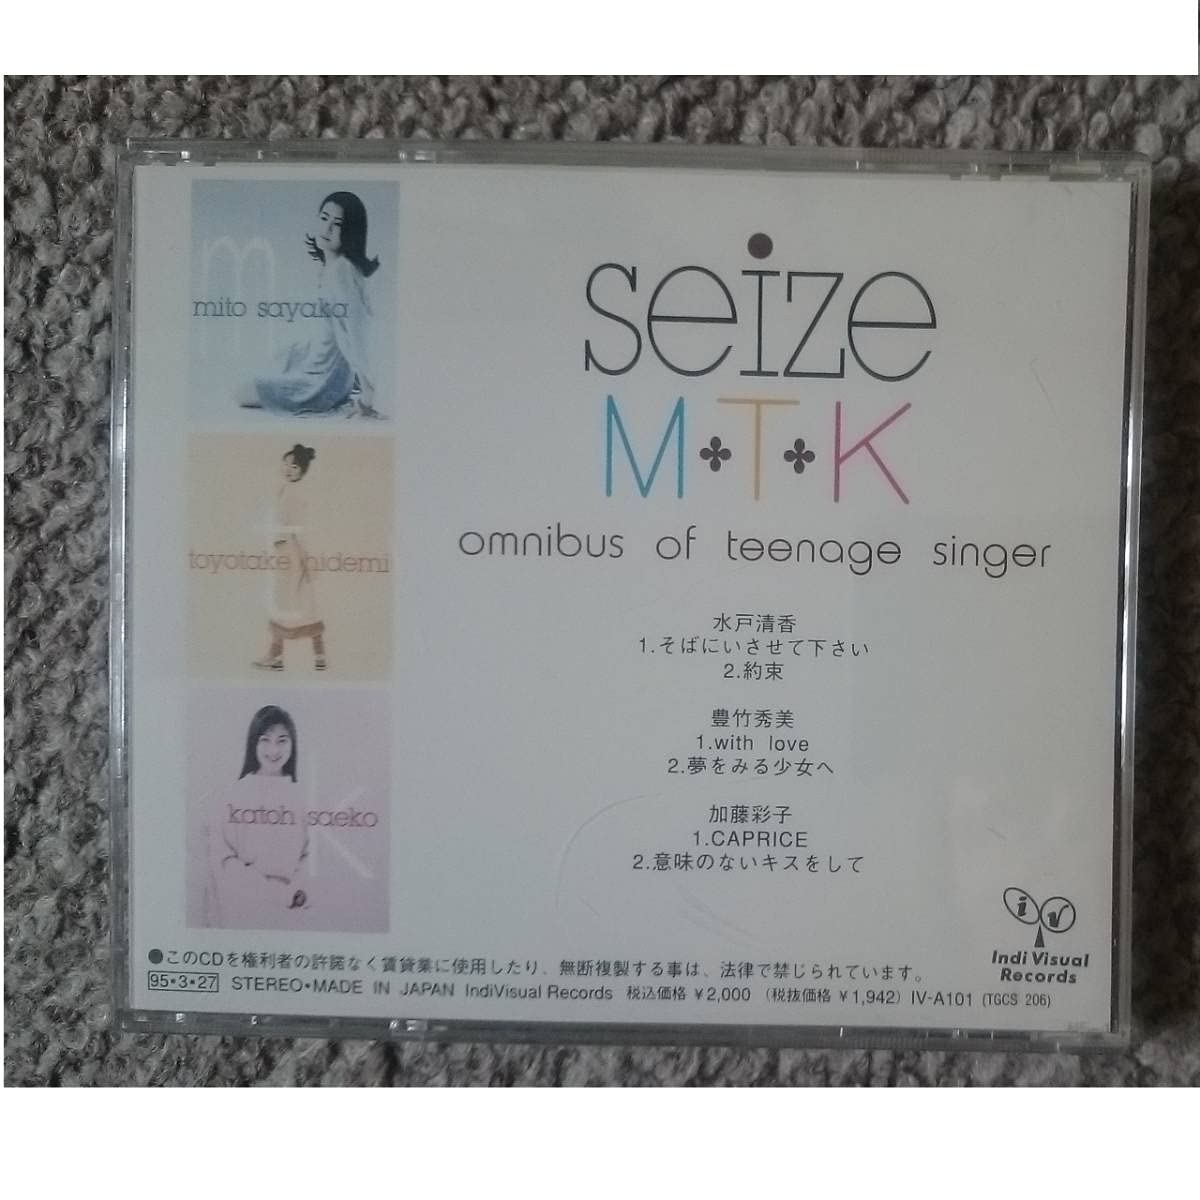 m
mito sayaka
toyotake hidemi
k
katoh saeko
seize
M✤T✤K
omnibus of teenage singer
水戸清香
1.そばにいさせて下さい
2.約束
豊竹秀美
1.with love
2.夢をみる少女へ
加藤彩子
1.CAPRICE
2.意味のないキスをして
i v
Indi Visual
Records
●このCDを権利者の許諾なく賃貸業に使用したり、無断複製する事は、法律で禁じられています。
95・3・27 STEREO・MADE IN JAPAN IndiVisual Records 税込価格 ¥2,000 (税抜価格 ¥1,942) IV-A101 (TGCS 206)